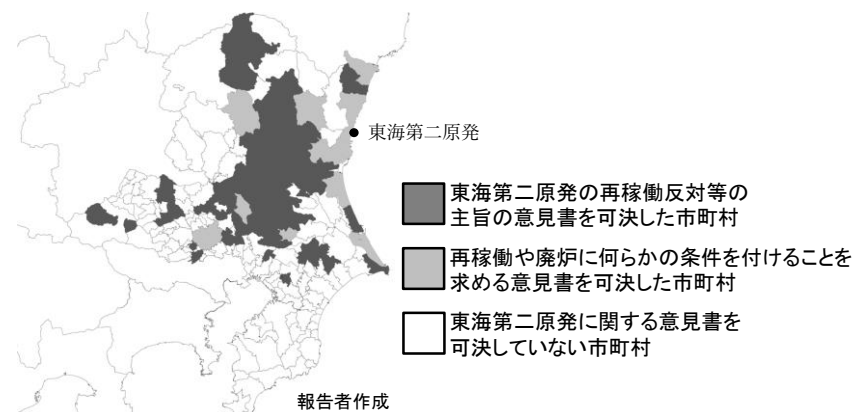 東海第二原発
東海第二原発の再稼働反対等の
主旨の意見書を可決した市町村
再稼働や廃炉に何らかの条件を付けることを
求める意見書を可決した市町村
東海第二原発に関する意見書を
可決していない市町村
報告者作成